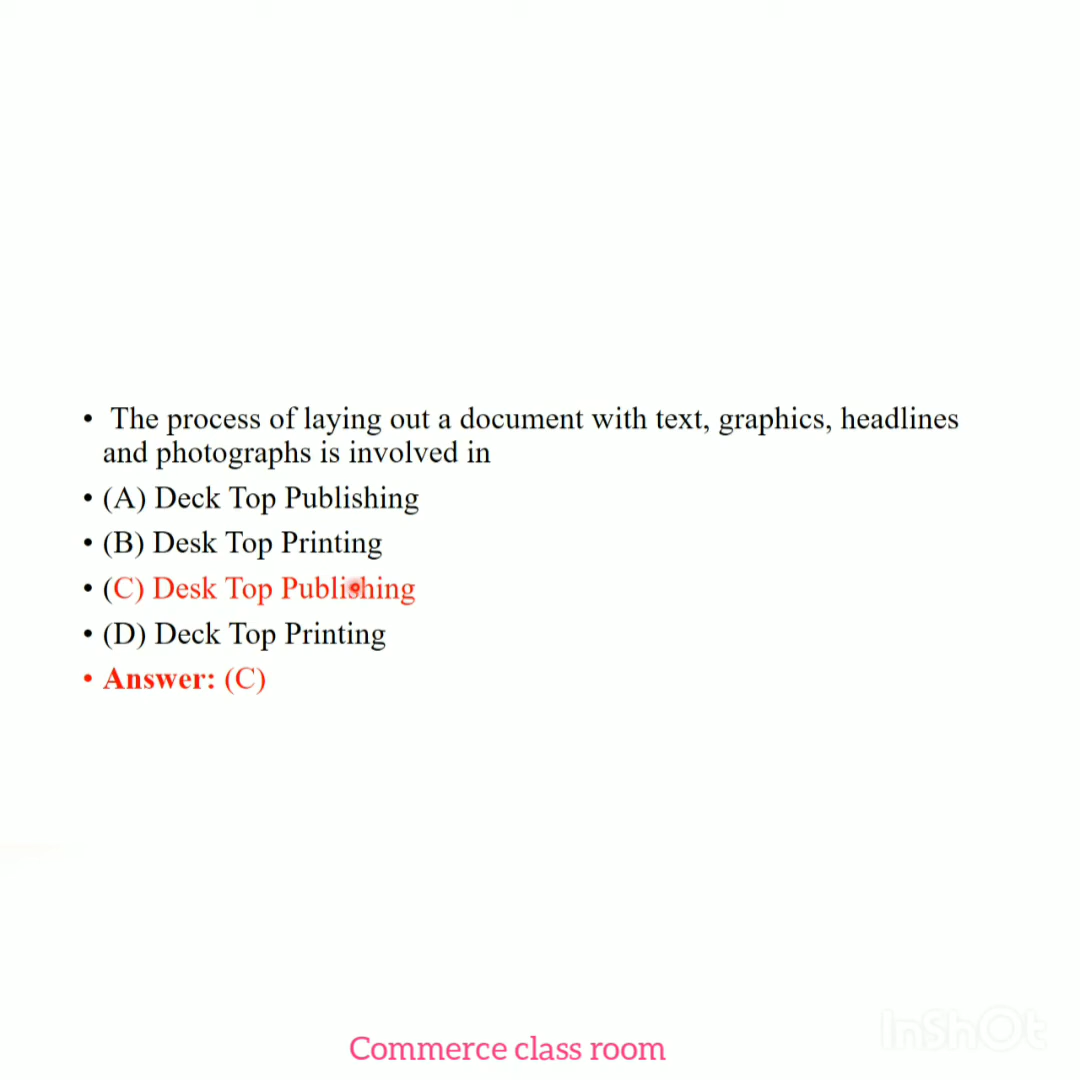 • The process of laying out a document with text, graphics, headlines
and photographs is involved in
• (A) Deck Top Publishing
• (B) Desk Top Printing
• (C) Desk Top Publishing
• (D) Deck Top Printing
• Answer: (C)
InShOt
Commerce class room